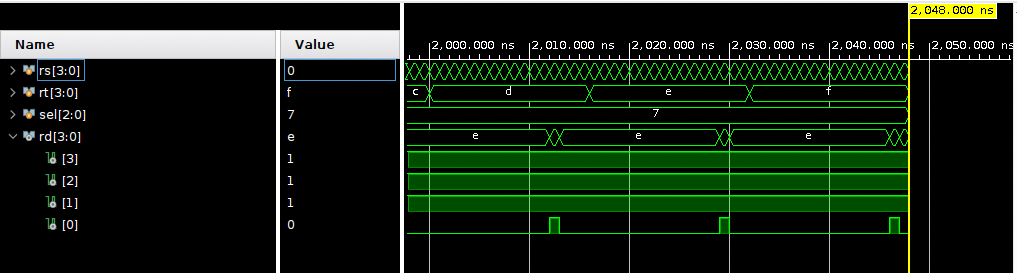 2,048.000 ns
Name Value 2,000.000 ns 2,010.000 ns 2,020.000 ns 2,030.000 ns 2,040.000 ns 2,050.000 ns
rs[3:0] 0
rt[3:0] f c d e f
sel[2:0] 7 7
rd[3:0] e e e e
[3] 1
[2] 1
[1] 1
[0] 0